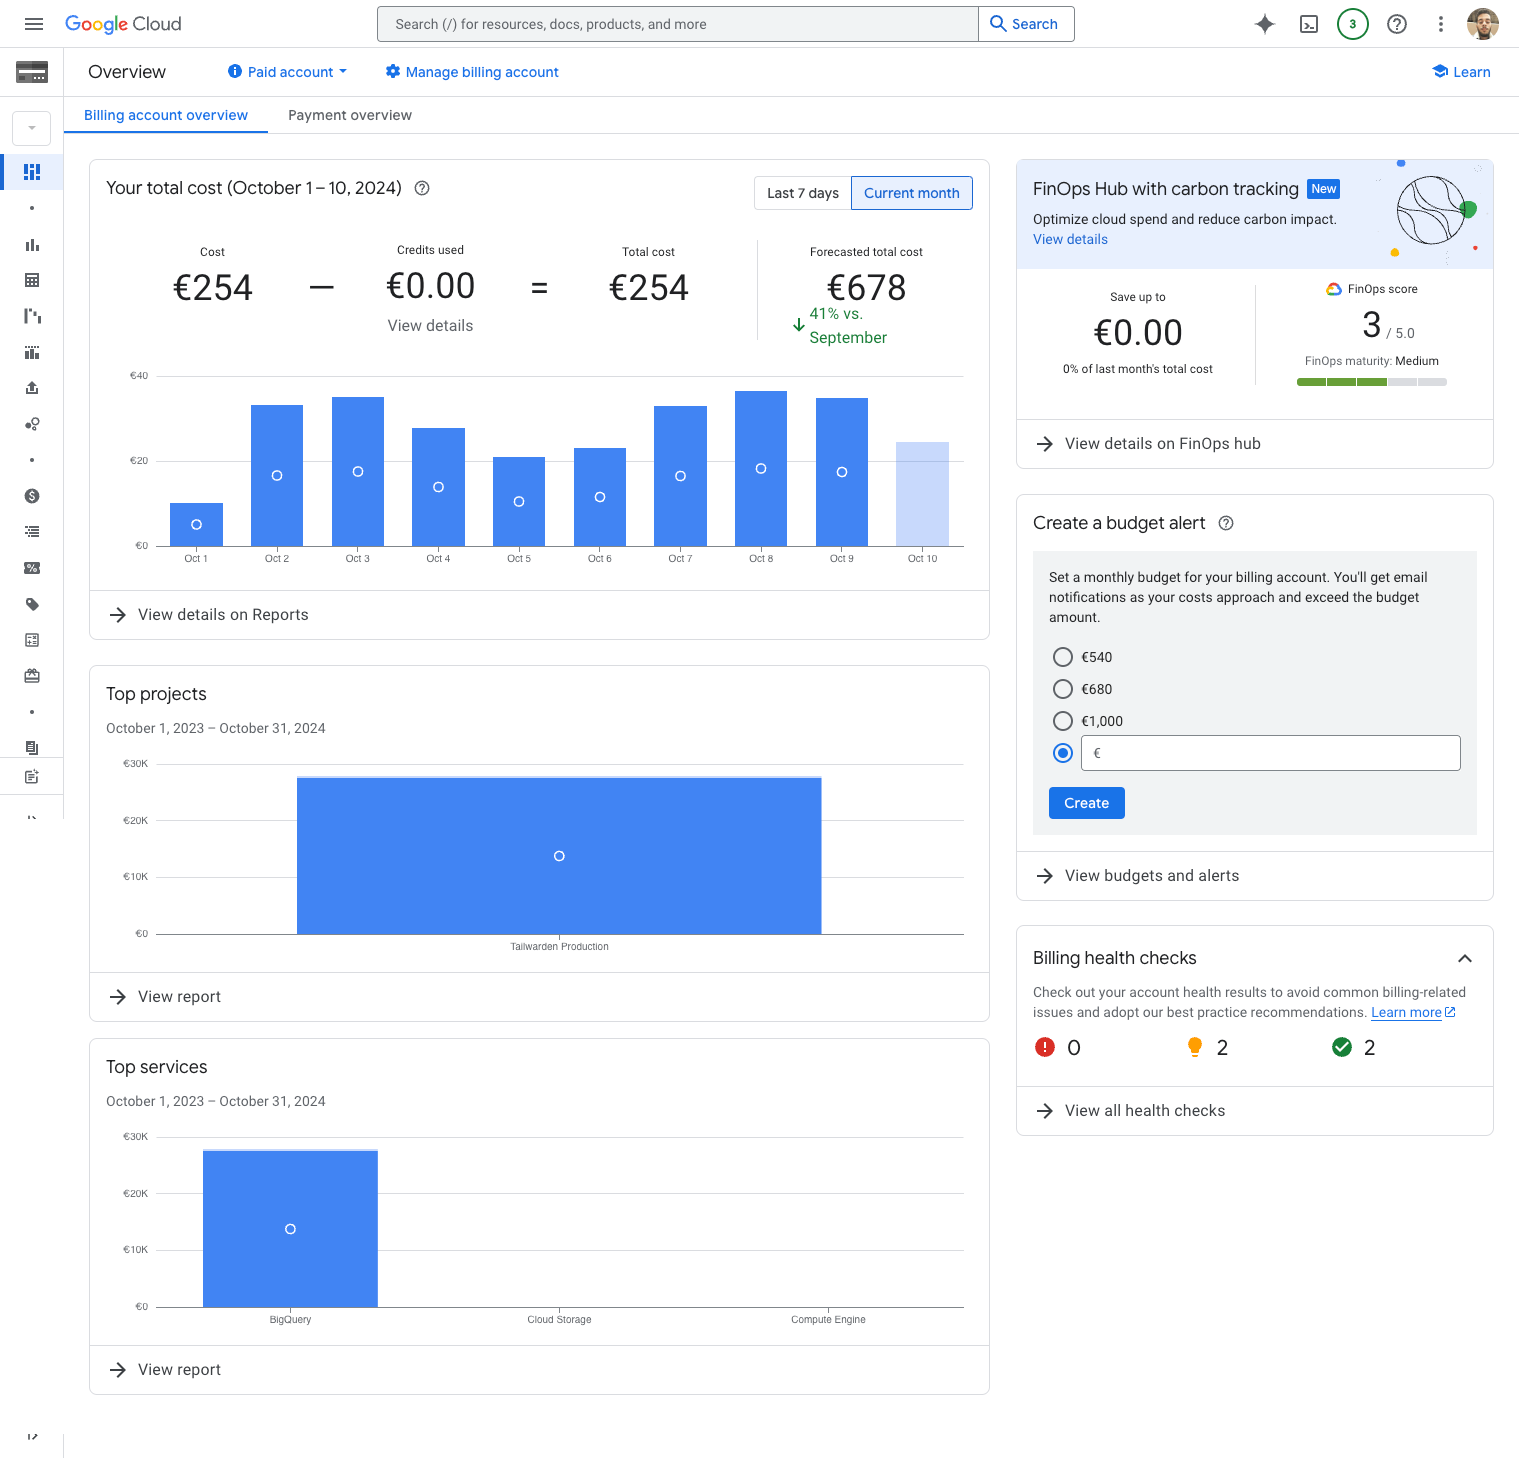 Google Cloud
Search (/) for resources, docs, products, and more
Search
3
Overview
Paid account
Manage billing account
Learn
Billing account overview
Payment overview
Your total cost (October 1 – 10, 2024)
Last 7 days
Current month
Cost
€254
—
Credits used
€0.00
View details
=
Total cost
€254
Forecasted total cost
€678
41% vs.
September
€40
€20
€0
Oct 1
Oct 2
Oct 3
Oct 4
Oct 5
Oct 6
Oct 7
Oct 8
Oct 9
Oct 10
View details on Reports
Top projects
October 1, 2023 – October 31, 2024
€30K
€20K
€10K
€0
Tailwarden Production
View report
Top services
October 1, 2023 – October 31, 2024
€30K
€20K
€10K
€0
BigQuery
Cloud Storage
Compute Engine
View report
FinOps Hub with carbon tracking
New
Optimize cloud spend and reduce carbon impact.
View details
Save up to
€0.00
0% of last month's total cost
FinOps score
3 / 5.0
FinOps maturity: Medium
View details on FinOps hub
Create a budget alert
Set a monthly budget for your billing account. You'll get email
notifications as your costs approach and exceed the budget
amount.
€540
€680
€1,000
€
Create
View budgets and alerts
Billing health checks
Check out your account health results to avoid common billing-related
issues and adopt our best practice recommendations. Learn more
0
2
2
View all health checks